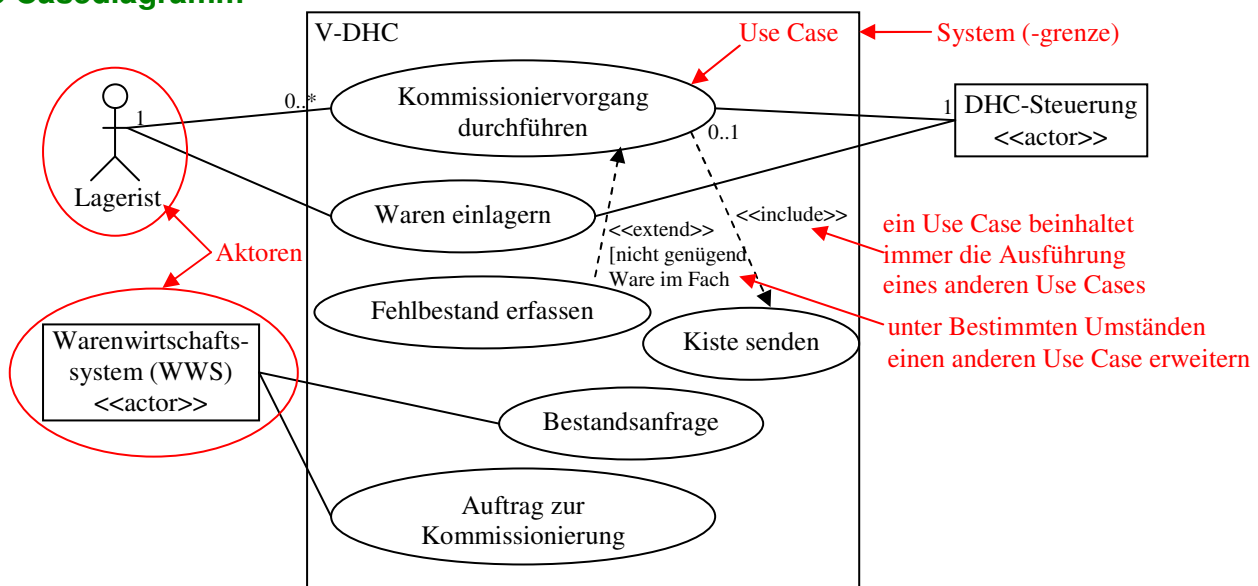 Casediagramm
V-DHC
Use Case
System (-grenze)
Kommissioniervorgang
durchführen
0..*
1
1
0..1
DHC-Steuerung
<<actor>>
Lagerist
Waren einlagern
<<include>>
<<extend>>
[nicht genügend
Ware im Fach
ein Use Case beinhaltet
immer die Ausführung
eines anderen Use Cases
Aktoren
Fehlbestand erfassen
unter Bestimmten Umständen
einen anderen Use Case erweitern
Kiste senden
Warenwirtschafts-
system (WWS)
<<actor>>
Bestandsanfrage
Auftrag zur
Kommissionierung